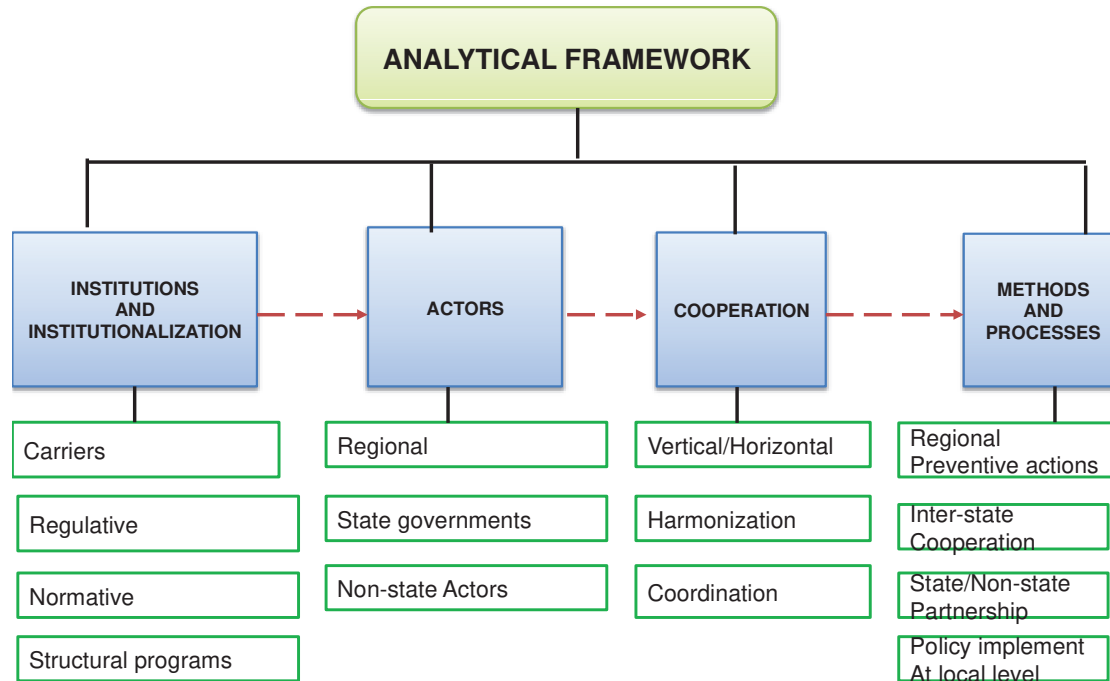 ANALYTICAL FRAMEWORK
INSTITUTIONS
AND
INSTITUTIONALIZATION
ACTORS
COOPERATION
METHODS
AND
PROCESSES
Carriers
Regulative
Normative
Structural programs
Regional
State governments
Non-state Actors
Vertical/Horizontal
Harmonization
Coordination
Regional
Preventive actions
Inter-state
Cooperation
State/Non-state
Partnership
Policy implement
At local level